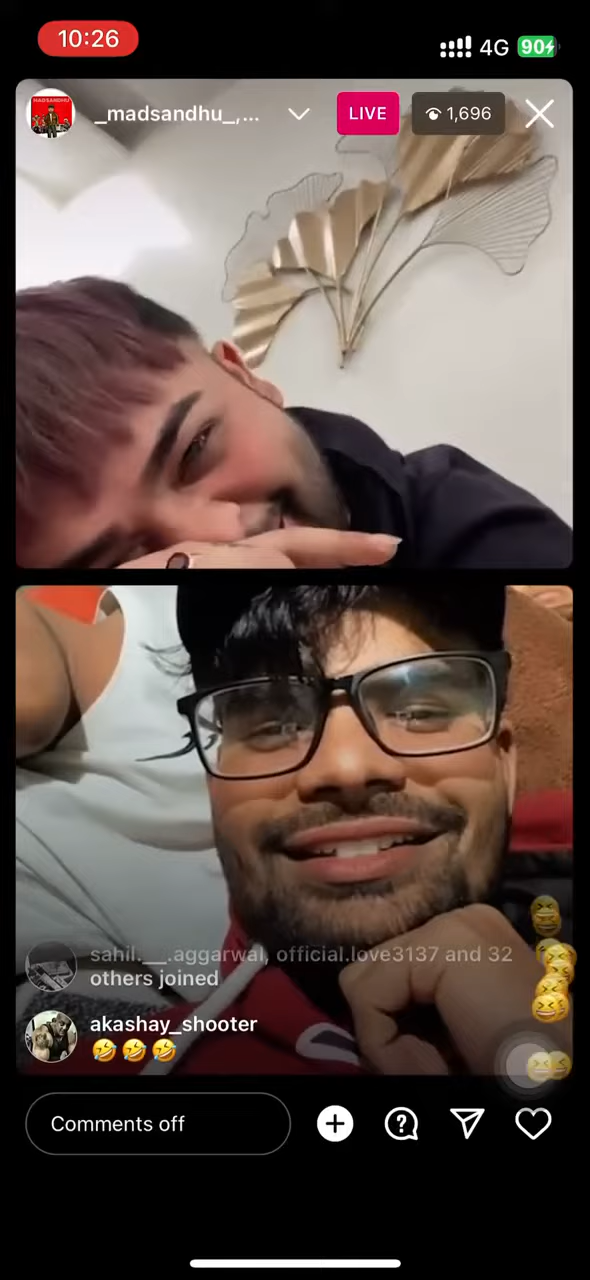 10:26
4G
90
MADSANDHU
_madsandhu_,...
LIVE
1,696
sahil.__.aggarwal, official.love3137 and 32
others joined
akashay_shooter
🤣🤣🤣
Comments off